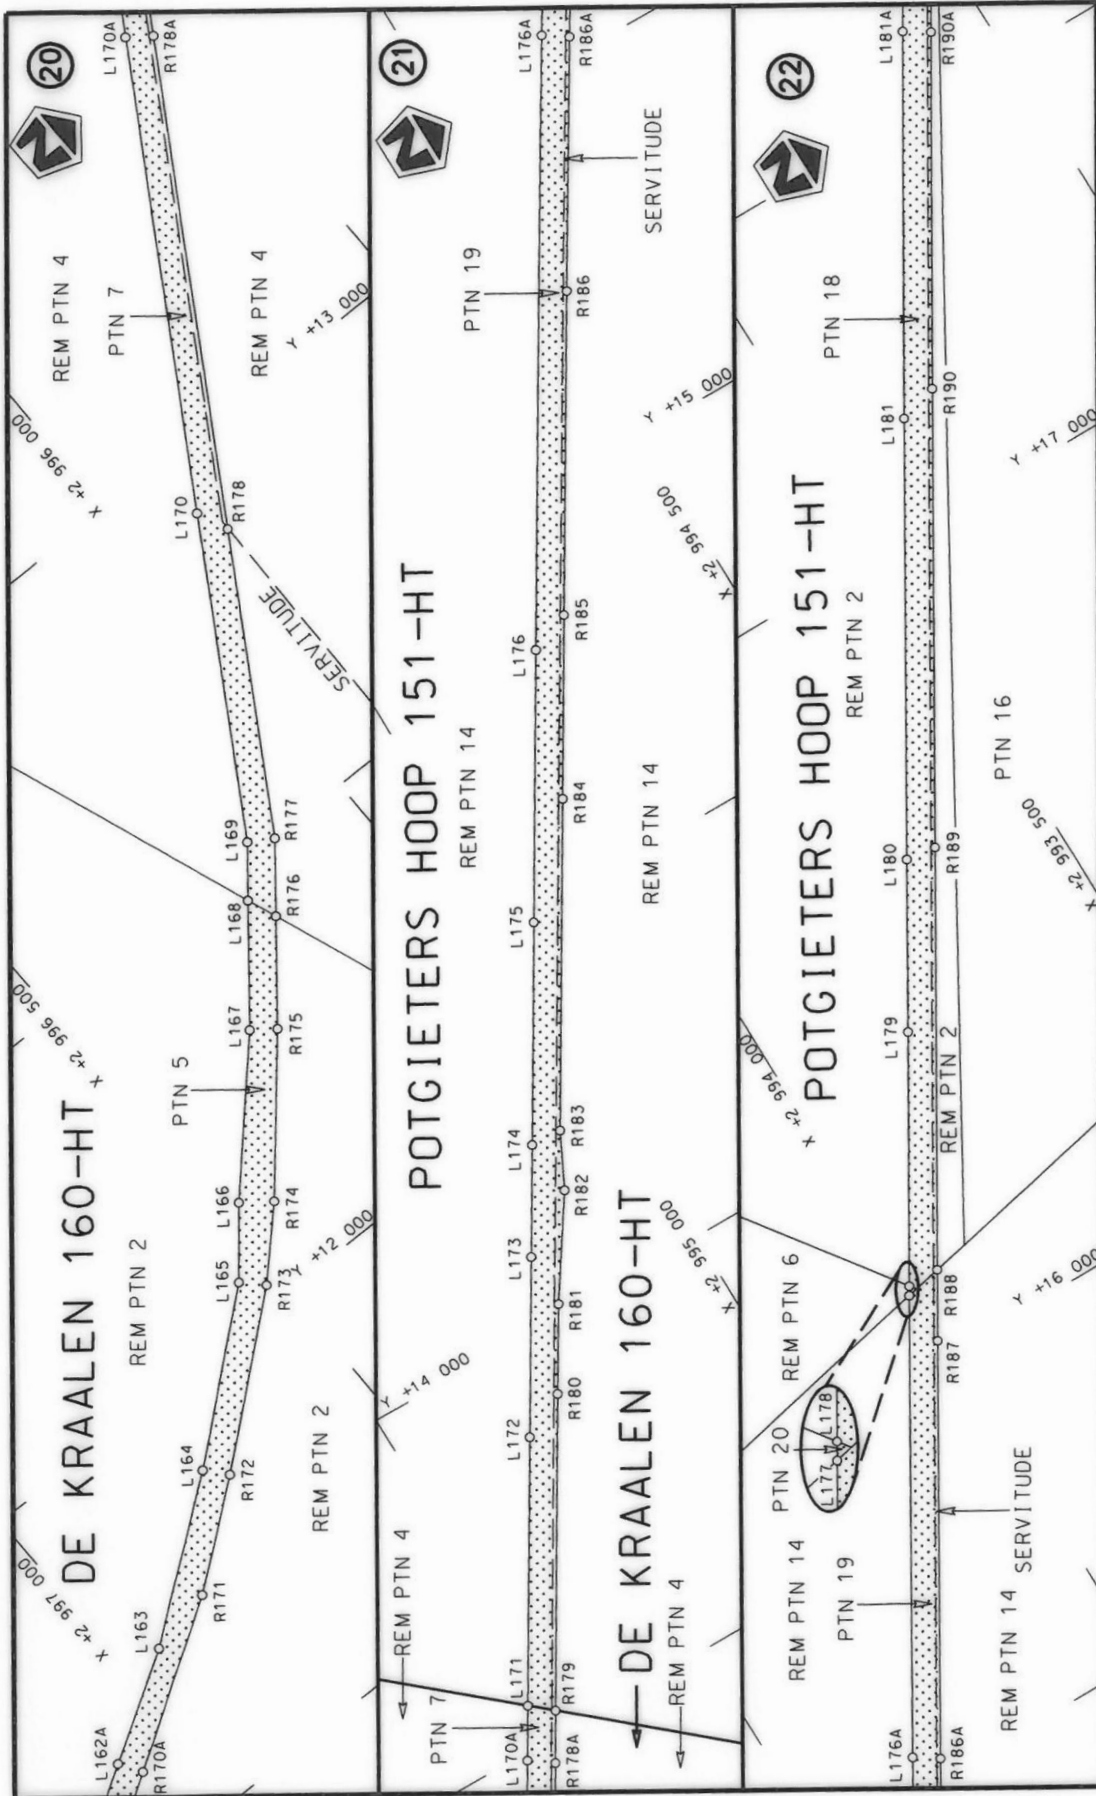 20
L170A
R178A
REM PTN 4
PTN 7
REM PTN 4
Y +13 000
X +2 996 000
L170
R178
SERVITUDE
L169
R177
L168
R176
L167
R175
X +2 996 500
PTN 5
DE KRAALEN 160-HT
REM PTN 2
L166
R174
L165
R173
Y +12 000
L164
R172
REM PTN 2
X +2 997 000
L163
R171
L162A
R170A
21
L176A
R186A
SERVITUDE
PTN 19
R186
Y +15 000
X +2 994 500
POTGIETERS HOOP 151-HT
REM PTN 14
L176
R185
R184
REM PTN 14
L175
L174
R183
R182
L173
R181
X +2 995 000
DE KRAALEN 160-HT
Y +14 000
R180
L172
REM PTN 4
REM PTN 4
L171
R179
PTN 7
L170A
R178A
22
L181A
R190A
PTN 18
L181
R190
Y +17 000
POTGIETERS HOOP 151-HT
REM PTN 2
PTN 16
L180
R189
X +2 993 500
L179
REM PTN 2
X +2 994 000
REM PTN 6
R188
Y +16 000
R187
L178
L177
PTN 20
SERVITUDE
REM PTN 14
PTN 19
REM PTN 14
L176A
R186A